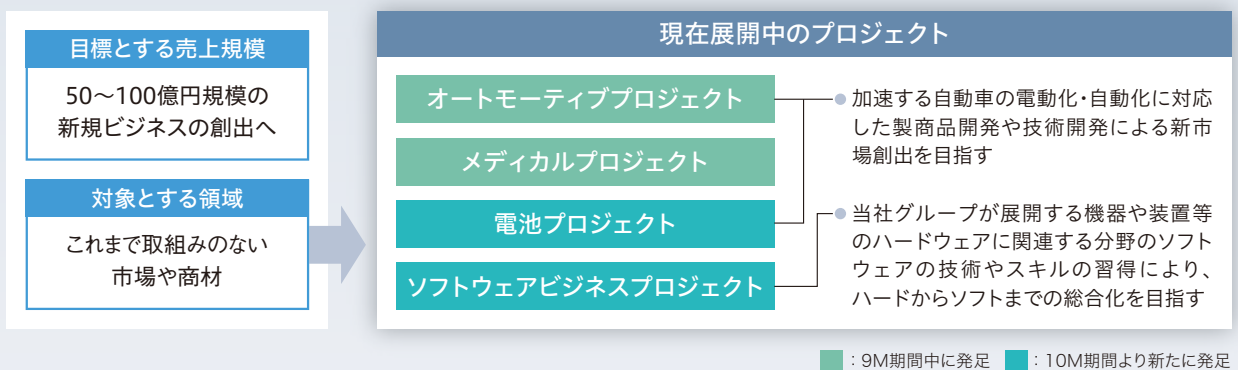 目標とする売上規模
50～100億円規模の
新規ビジネスの創出へ
対象とする領域
これまで取組みのない
市場や商材
現在展開中のプロジェクト
オートモーティブプロジェクト
メディカルプロジェクト
電池プロジェクト
ソフトウェアビジネスプロジェクト
加速する自動車の電動化・自動化に対応
した製商品開発や技術開発による新市
場創出を目指す
当社グループが展開する機器や装置等
のハードウェアに関連する分野のソフト
ウェアの技術やスキルの習得により、
ハードからソフトまでの総合化を目指す
：9M期間中に発足 ：10M期間より新たに発足